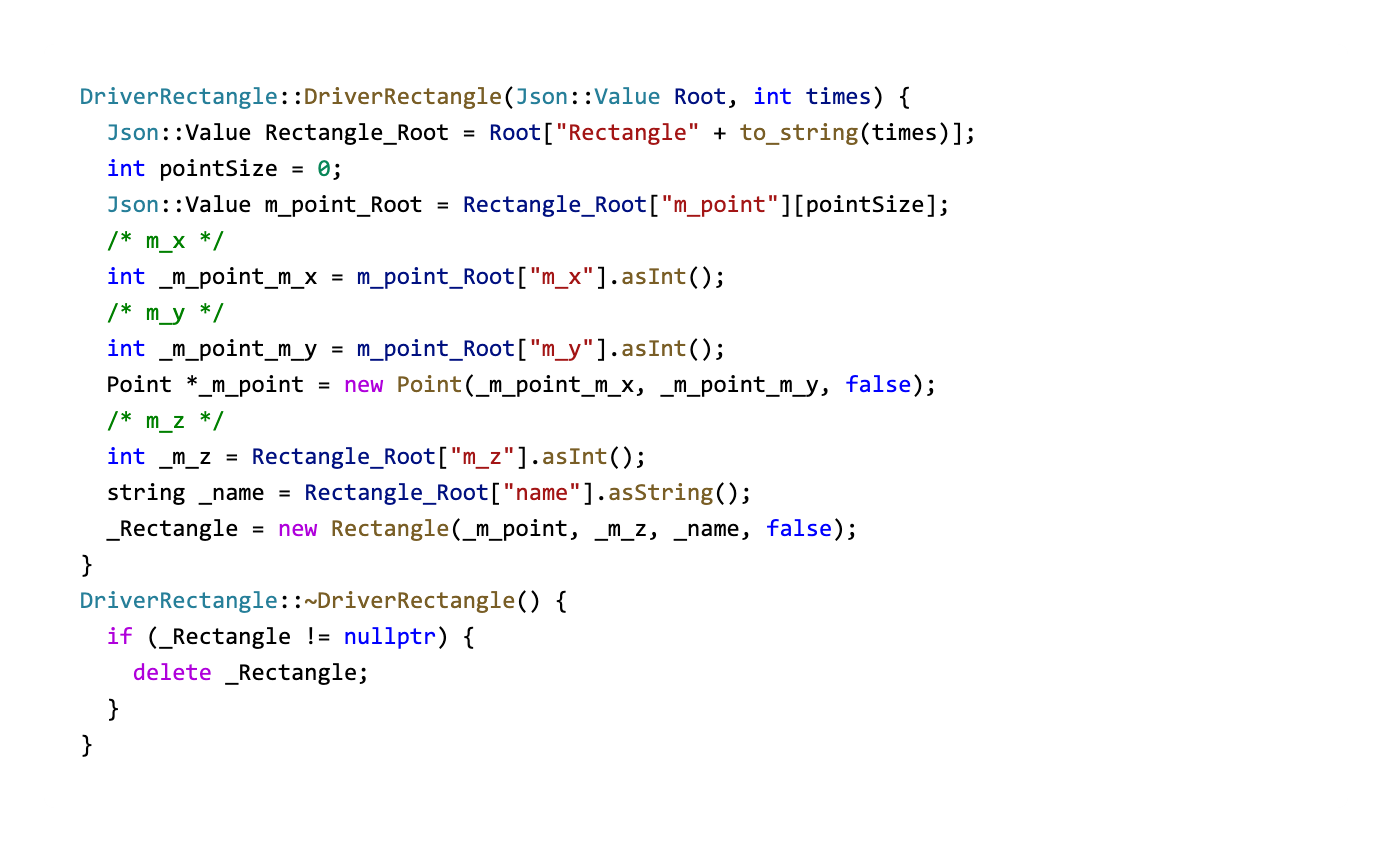 DriverRectangle::DriverRectangle(Json::Value Root, int times) {
  Json::Value Rectangle_Root = Root["Rectangle" + to_string(times)];
  int pointSize = 0;
  Json::Value m_point_Root = Rectangle_Root["m_point"][pointSize];
  /* m_x */
  int _m_point_m_x = m_point_Root["m_x"].asInt();
  /* m_y */
  int _m_point_m_y = m_point_Root["m_y"].asInt();
  Point *_m_point = new Point(_m_point_m_x, _m_point_m_y, false);
  /* m_z */
  int _m_z = Rectangle_Root["m_z"].asInt();
  string _name = Rectangle_Root["name"].asString();
  _Rectangle = new Rectangle(_m_point, _m_z, _name, false);
}
DriverRectangle::~DriverRectangle() {
  if (_Rectangle != nullptr) {
    delete _Rectangle;
  }
}